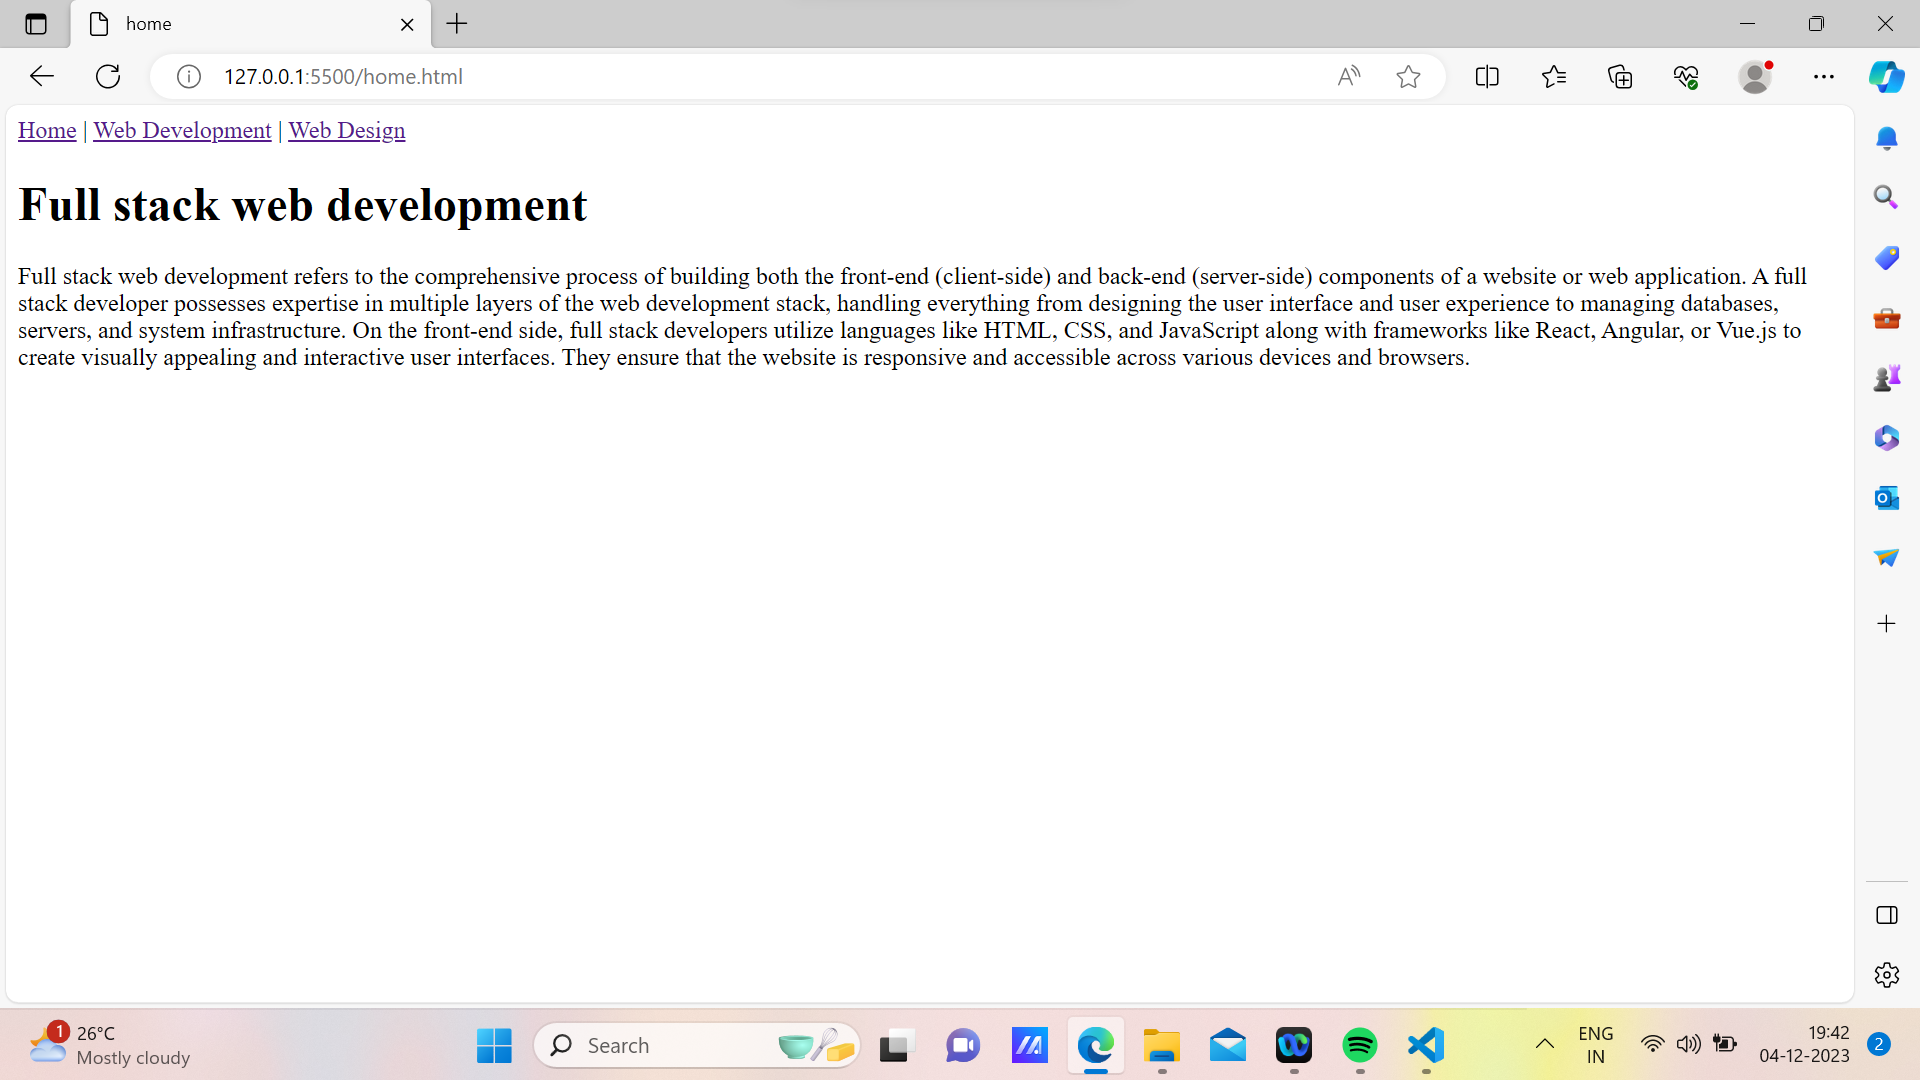 home
127.0.0.1:5500/home.html
Home | Web Development | Web Design
Full stack web development
Full stack web development refers to the comprehensive process of building both the front-end (client-side) and back-end (server-side) components of a website or web application. A full
stack developer possesses expertise in multiple layers of the web development stack, handling everything from designing the user interface and user experience to managing databases,
servers, and system infrastructure. On the front-end side, full stack developers utilize languages like HTML, CSS, and JavaScript along with frameworks like React, Angular, or Vue.js to
create visually appealing and interactive user interfaces. They ensure that the website is responsive and accessible across various devices and browsers.
1
26°C
Mostly cloudy
Search
ENG
IN
19:42
04-12-2023
2